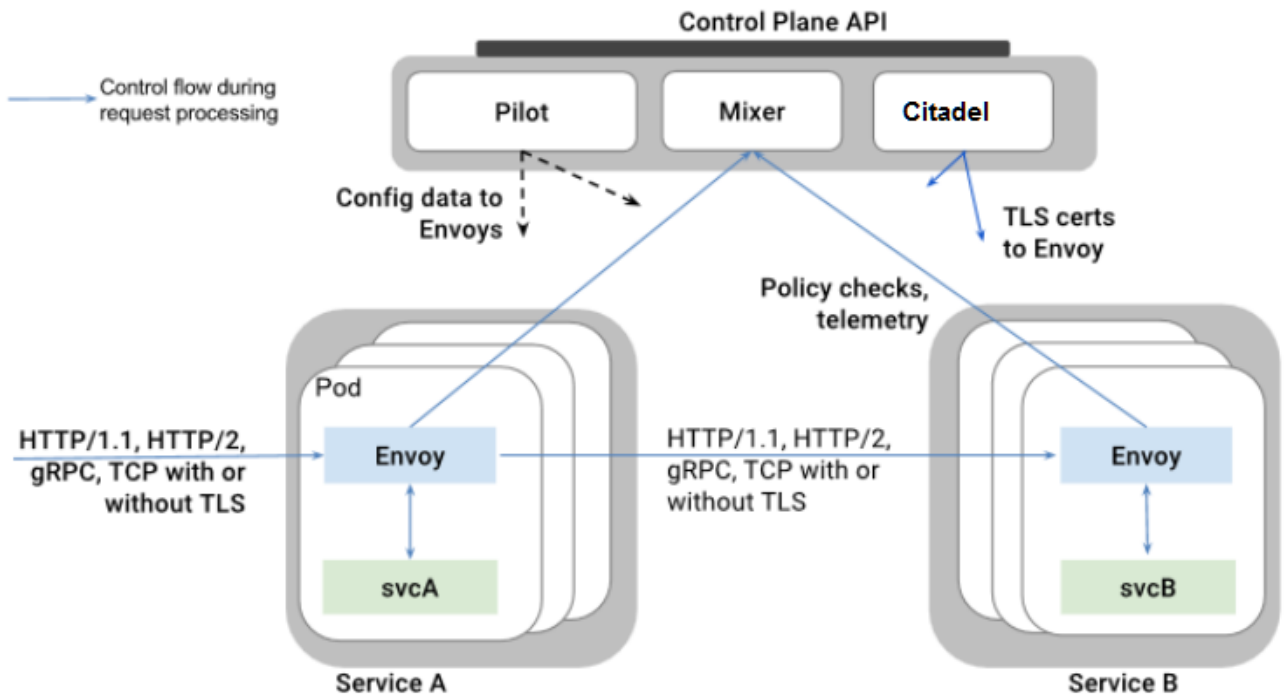 Control Plane API
Control flow during
request processing
Pilot
Mixer
Citadel
Config data to
Envoys
TLS certs
to Envoy
Policy checks,
telemetry
Pod
HTTP/1.1, HTTP/2,
gRPC, TCP with or
without TLS
Envoy
HTTP/1.1, HTTP/2,
gRPC, TCP with or
without TLS
Envoy
svcA
svcB
Service A
Service B